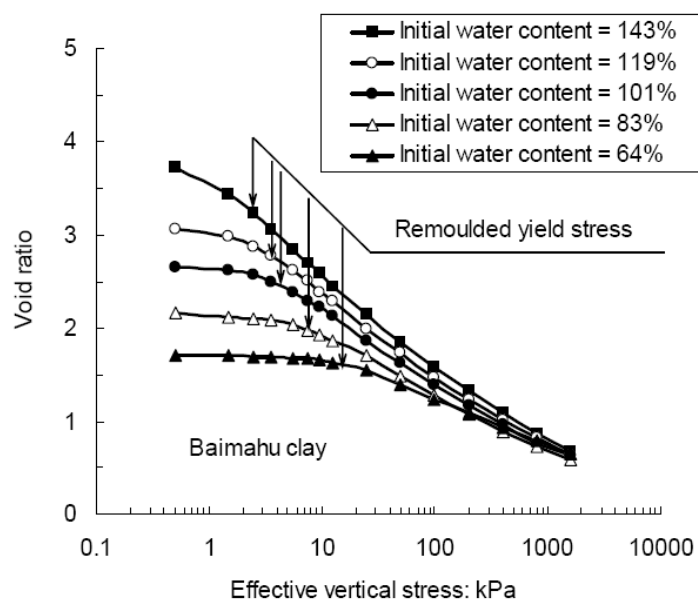 Initial water content = 143%
Initial water content = 119%
Initial water content = 101%
Initial water content = 83%
Initial water content = 64%
5
4
3
2
1
0
Void ratio
Remoulded yield stress
Baimahu clay
0.1 1 10 100 1000 10000
Effective vertical stress: kPa